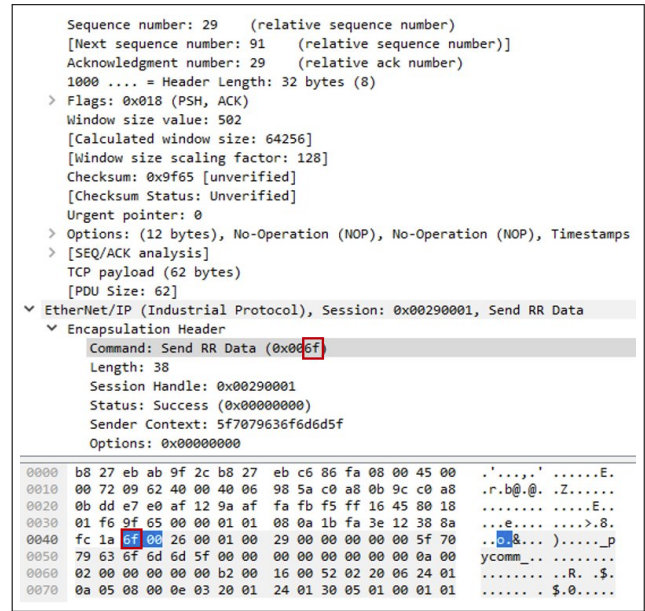 Sequence number: 29    (relative sequence number)
[Next sequence number: 91    (relative sequence number)]
Acknowledgment number: 29    (relative ack number)
1000 .... = Header Length: 32 bytes (8)
> Flags: 0x018 (PSH, ACK)
Window size value: 502
[Calculated window size: 64256]
[Window size scaling factor: 128]
Checksum: 0x9f65 [unverified]
[Checksum Status: Unverified]
Urgent pointer: 0
> Options: (12 bytes), No-Operation (NOP), No-Operation (NOP), Timestamps
> [SEQ/ACK analysis]
TCP payload (62 bytes)
[PDU Size: 62]
EtherNet/IP (Industrial Protocol), Session: 0x00290001, Send RR Data
Encapsulation Header
Command: Send RR Data (0x006f)
Length: 38
Session Handle: 0x00290001
Status: Success (0x00000000)
Sender Context: 5f7079636f6d6d5f
Options: 0x00000000
0000 b8 27 eb ab 9f 2c b8 27 eb c6 86 fa 08 00 45 00 .'...,.' ......E.
0010 00 72 09 62 40 00 40 06 98 5a c0 a8 0b 9c c0 a8 .r.b@.@. .Z......
0020 0b dd e7 e0 af 12 9a af fa fb f5 ff 16 45 80 18 ........ .....E..
0030 01 f6 9f 65 00 00 01 01 08 0a 1b fa 3e 12 38 8a ...e.... ....>.8.
0040 fc 1a 6f 00 26 00 01 00 29 00 00 00 00 00 5f 70 ..o.&... )....._p
0050 79 63 6f 6d 6d 5f 00 00 00 00 00 00 00 00 0a 00 ycomm_.. ........
0060 02 00 00 00 00 00 b2 00 16 00 52 02 20 06 24 01 ........ ..R. .$.
0070 0a 05 08 00 0e 03 20 01 24 01 30 05 01 00 01 01 ...... . $.0.....